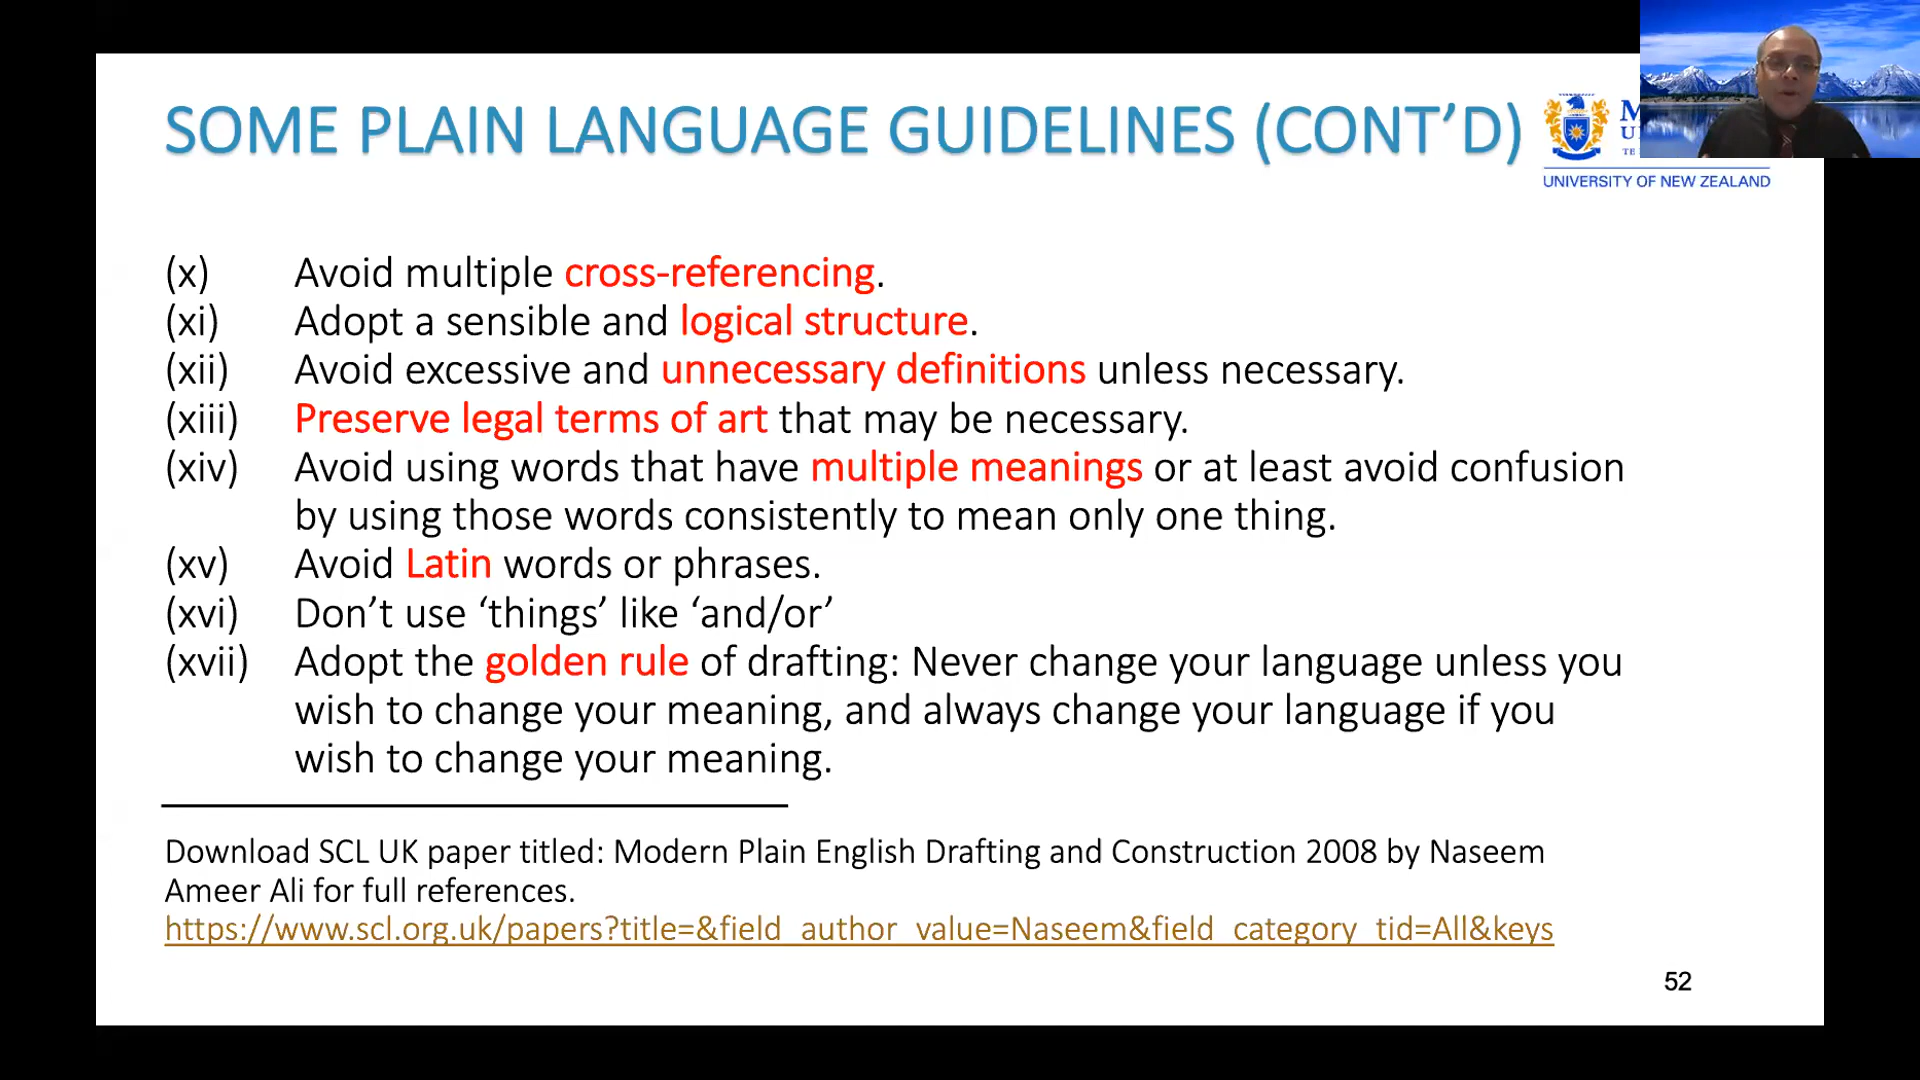 SOME PLAIN LANGUAGE GUIDELINES (CONT’D)
UNIVERSITY OF NEW ZEALAND
(x) Avoid multiple cross-referencing.
(xi) Adopt a sensible and logical structure.
(xii) Avoid excessive and unnecessary definitions unless necessary.
(xiii) Preserve legal terms of art that may be necessary.
(xiv) Avoid using words that have multiple meanings or at least avoid confusion
by using those words consistently to mean only one thing.
(xv) Avoid Latin words or phrases.
(xvi) Don’t use ‘things’ like ‘and/or’
(xvii) Adopt the golden rule of drafting: Never change your language unless you
wish to change your meaning, and always change your language if you
wish to change your meaning.
Download SCL UK paper titled: Modern Plain English Drafting and Construction 2008 by Naseem
Ameer Ali for full references.
https://www.scl.org.uk/papers?title=&field_author_value=Naseem&field_category_tid=All&keys
52